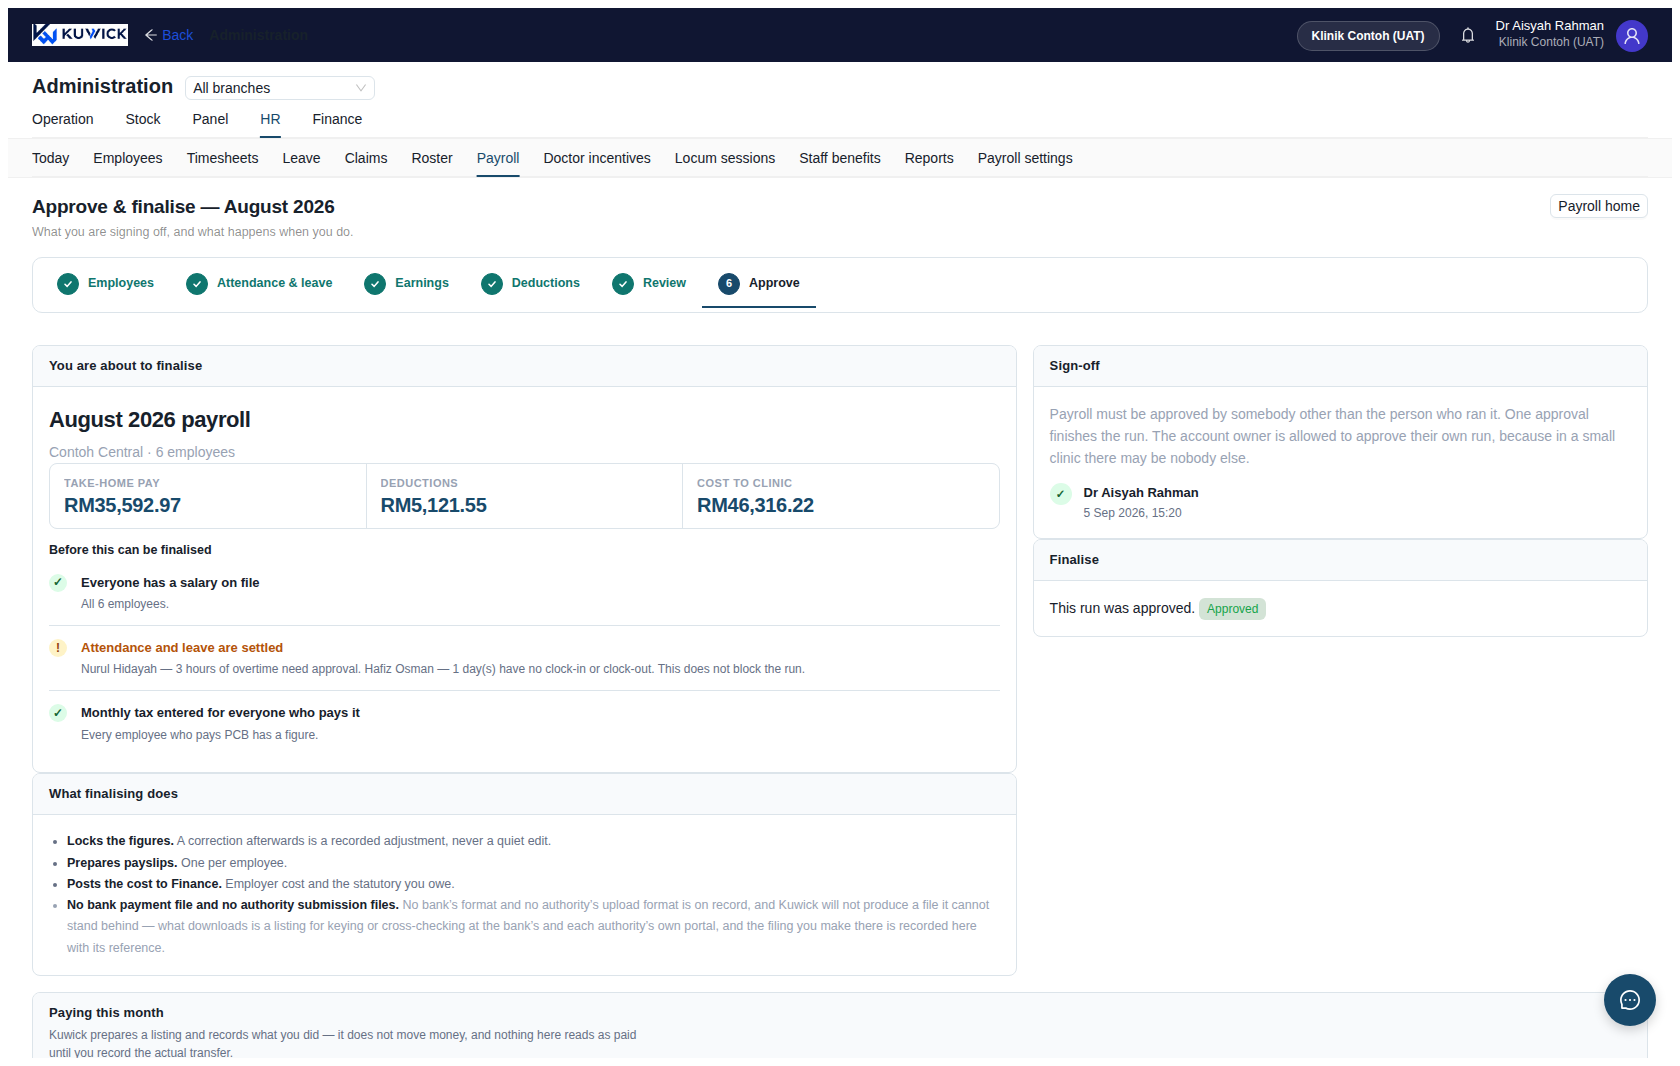 KUWICK
Back
Administration
Klinik Contoh (UAT)
Dr Aisyah Rahman
Klinik Contoh (UAT)
Administration
All branches
Operation
Stock
Panel
HR
Finance
Today
Employees
Timesheets
Leave
Claims
Roster
Payroll
Doctor incentives
Locum sessions
Staff benefits
Reports
Payroll settings
Approve & finalise — August 2026
Payroll home
What you are signing off, and what happens when you do.
Employees
Attendance & leave
Earnings
Deductions
Review
6
Approve
You are about to finalise
August 2026 payroll
Contoh Central · 6 employees
TAKE-HOME PAY
RM35,592.97
DEDUCTIONS
RM5,121.55
COST TO CLINIC
RM46,316.22
Before this can be finalised
✓
Everyone has a salary on file
All 6 employees.
!
Attendance and leave are settled
Nurul Hidayah — 3 hours of overtime need approval. Hafiz Osman — 1 day(s) have no clock-in or clock-out. This does not block the run.
✓
Monthly tax entered for everyone who pays it
Every employee who pays PCB has a figure.
What finalising does
• Locks the figures. A correction afterwards is a recorded adjustment, never a quiet edit.
• Prepares payslips. One per employee.
• Posts the cost to Finance. Employer cost and the statutory you owe.
• No bank payment file and no authority submission files. No bank’s format and no authority’s upload format is on record, and Kuwick will not produce a file it cannot
stand behind — what downloads is a listing for keying or cross-checking at the bank’s and each authority’s own portal, and the filing you make there is recorded here
with its reference.
Sign-off
Payroll must be approved by somebody other than the person who ran it. One approval
finishes the run. The account owner is allowed to approve their own run, because in a small
clinic there may be nobody else.
✓
Dr Aisyah Rahman
5 Sep 2026, 15:20
Finalise
This run was approved. Approved
Paying this month
Kuwick prepares a listing and records what you did — it does not move money, and nothing here reads as paid
until you record the actual transfer.